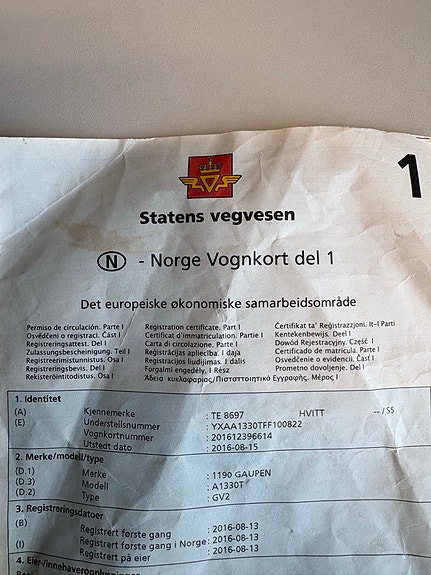 1
Statens vegvesen
N - Norge Vognkort del 1
Det europeiske økonomiske samarbeidsområde
Permiso de circulación. Parte I
Osvědčení o registraci. Část I
Registreringsattest. Del I
Zulassungsbescheinigung. Teil I
Registreerimistunnistus. Osa I
Registreringsbevis. Del I
Rekisteröintitodistus. Osa I
Registration certificate. Part I
Certificat d'immatriculation. Partie I
Carta di circolazione. Parte I
Reģistrācijas apliecība. I daļa
Registracijos liudijimas. I dalis
Forgalmi engedély. I Rész
Άδεια κυκλοφορίας/Πιστοποιητικό Εγγραφής. Μέρος I
Ċertifikat ta' Reġistrazzjoni. It-I Parti
Kentekenbewijs. Deel I
Dowód Rejestracyjny. Część I
Certificado de matrícula. Parte I
Osvedčenie o evidencii. Časť I
Prometno dovoljenje. Del I
1. Identitet
(A) Kjennemerke : TE 8697 HVITT -- / SS
(E) Understellsnummer : YXAA1330TFF100822
Vognkortnummer : 201612396614
Utstedt dato : 2016-08-15
2. Merke/modell/type
(D.1) Merke : 1190 GAUPEN
(D.3) Modell : A1330T
(D.2) Type : GV2
3. Registreringsdatoer
(B) Registrert første gang : 2016-08-13
(I) Registrert første gang i Norge : 2016-08-13
Registrert på eier : 2016-08-13
4. Eier-/innehaveropplysninger